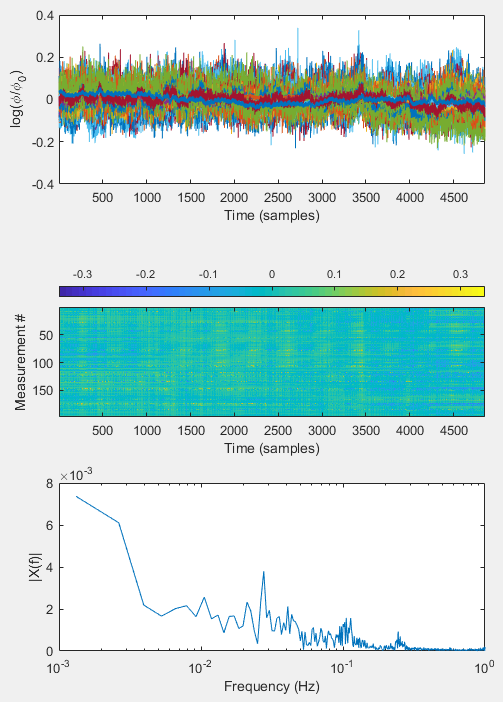 0.4
0.2
0
-0.2
-0.4
log(ϕ/ϕ₀)
500 1000 1500 2000 2500 3000 3500 4000 4500
Time (samples)
-0.3 -0.2 -0.1 0 0.1 0.2 0.3
Measurement #
50
100
150
500 1000 1500 2000 2500 3000 3500 4000 4500
Time (samples)
×10⁻³
8
6
4
2
0
|X(f)|
10⁻³ 10⁻² 10⁻¹ 10⁰
Frequency (Hz)